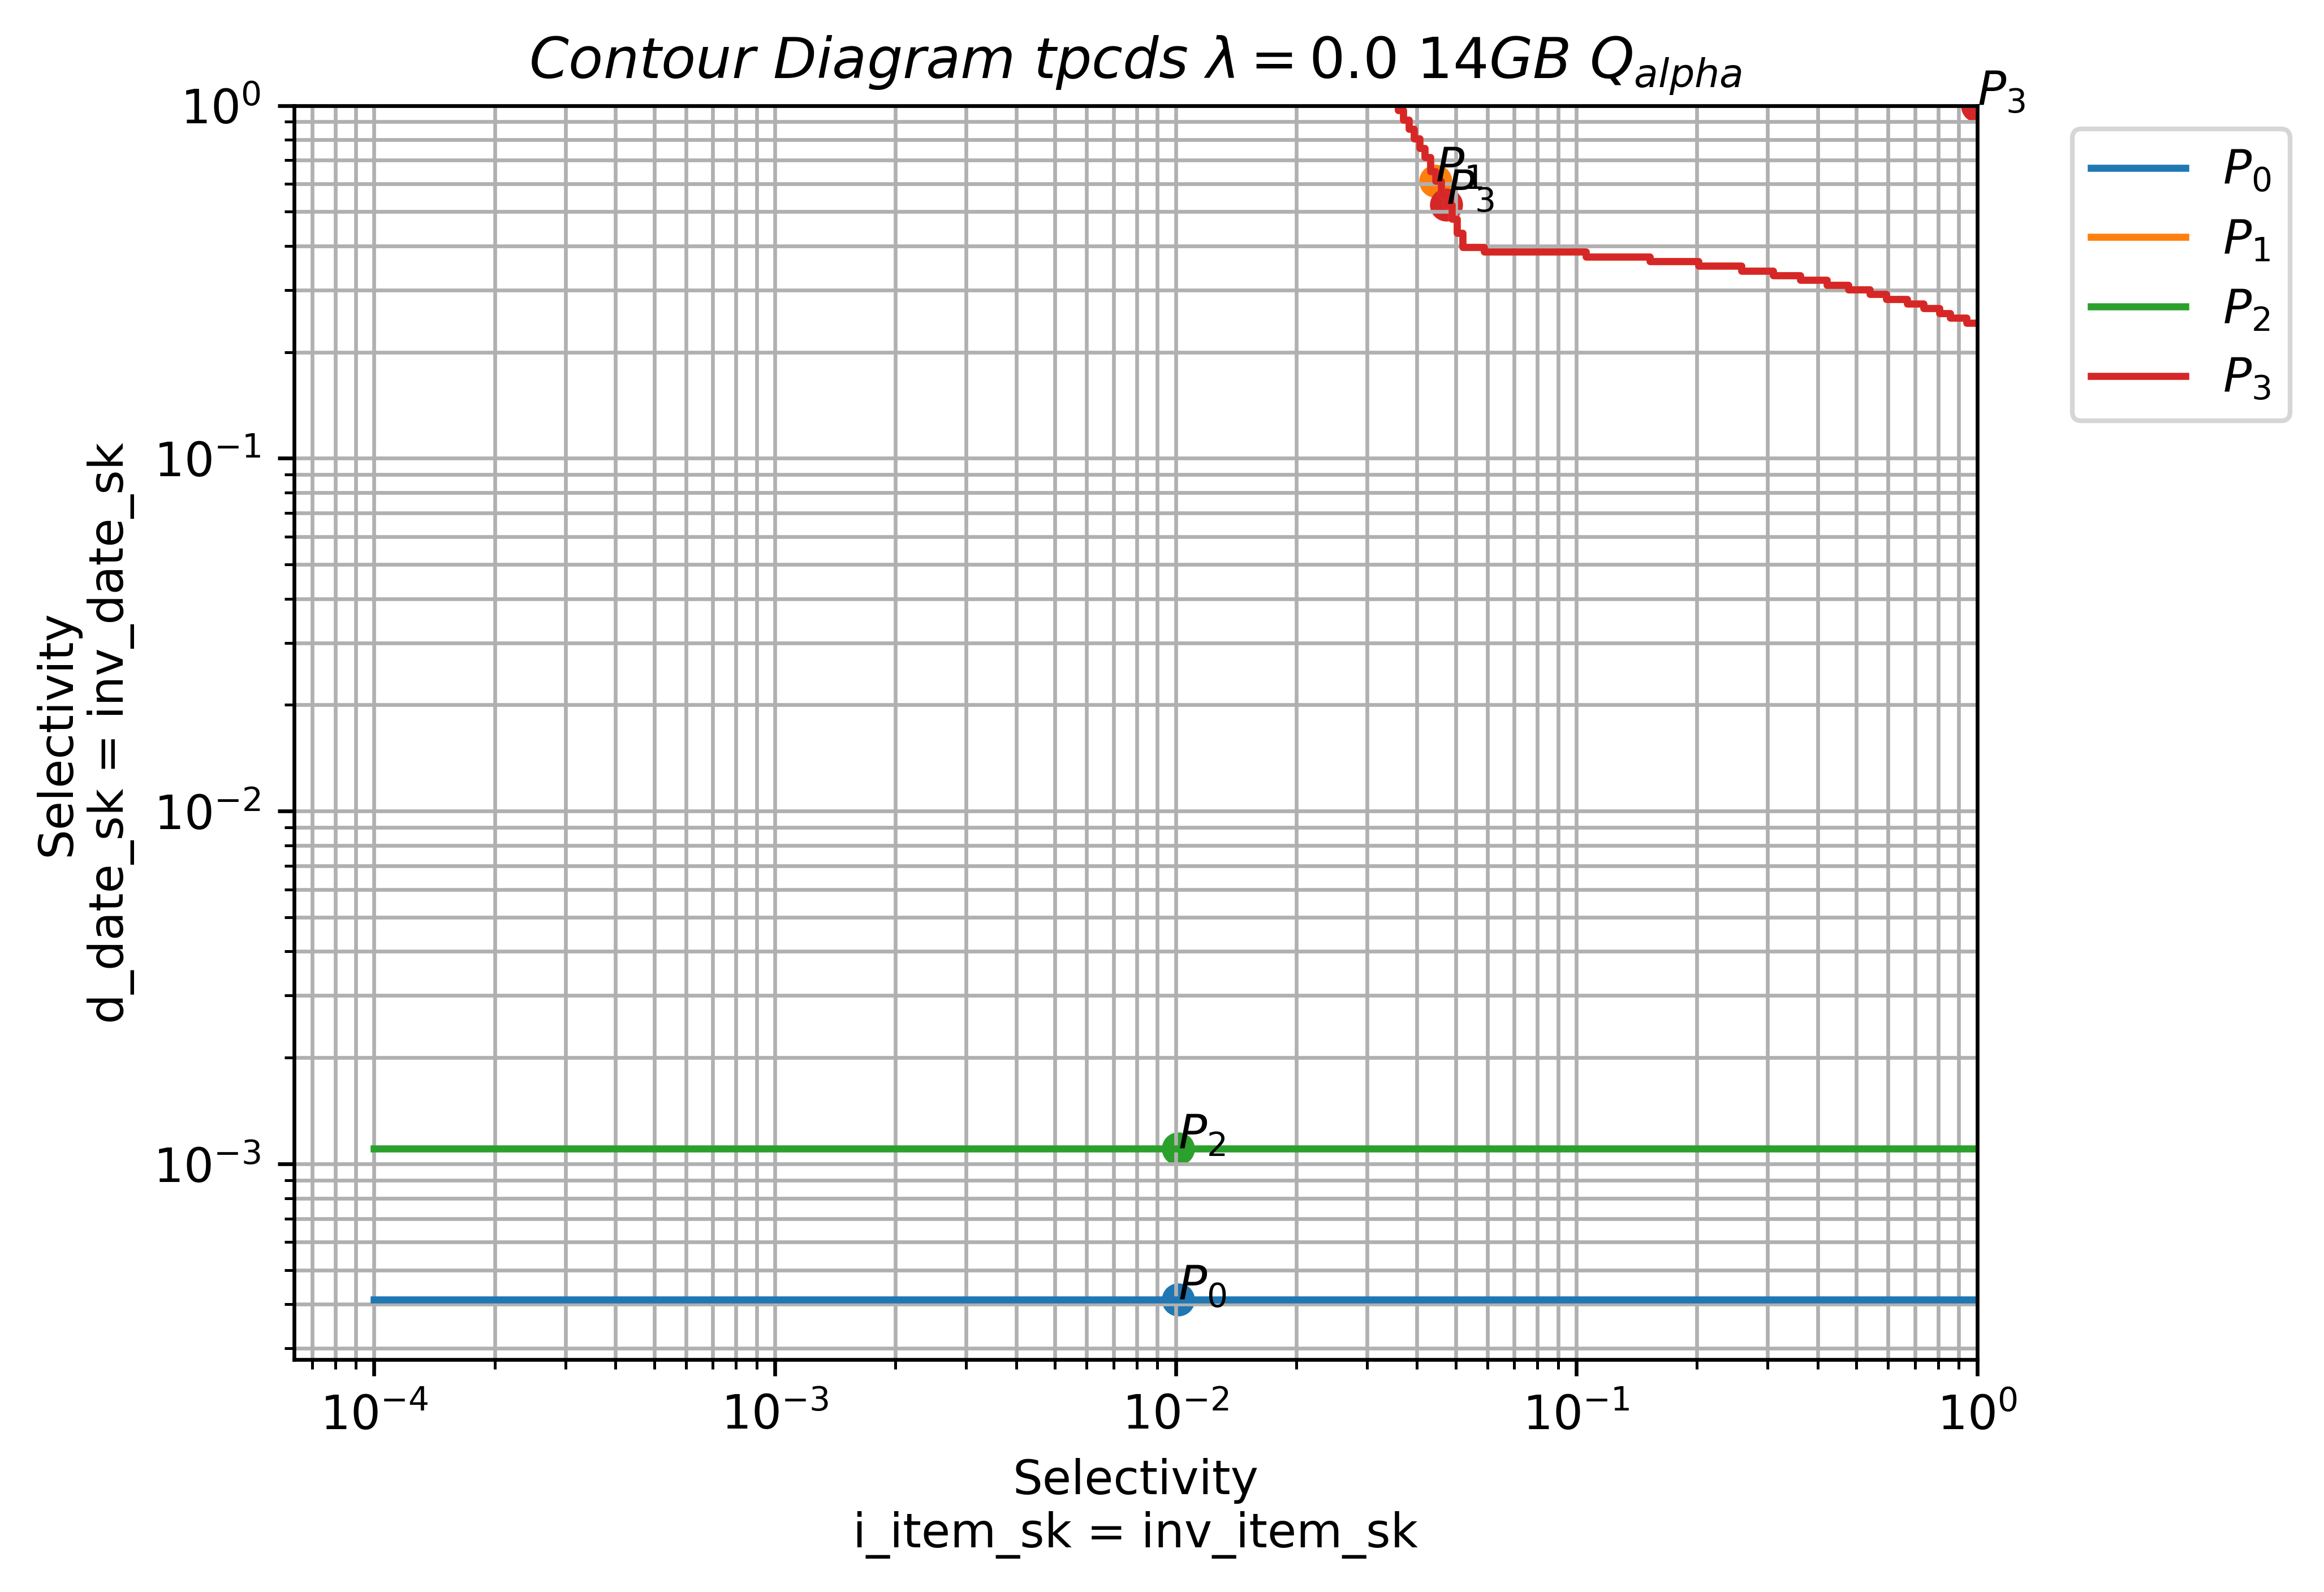 Contour Diagram tpcds λ = 0.0 14GB Q_{alpha}
P_3
10^0
10^{-1}
10^{-2}
10^{-3}
Selectivity
d_date_sk = inv_date_sk
P_1
P_3
P_2
P_0
10^{-4}
10^{-3}
10^{-2}
10^{-1}
10^0
Selectivity
i_item_sk = inv_item_sk
P_0
P_1
P_2
P_3